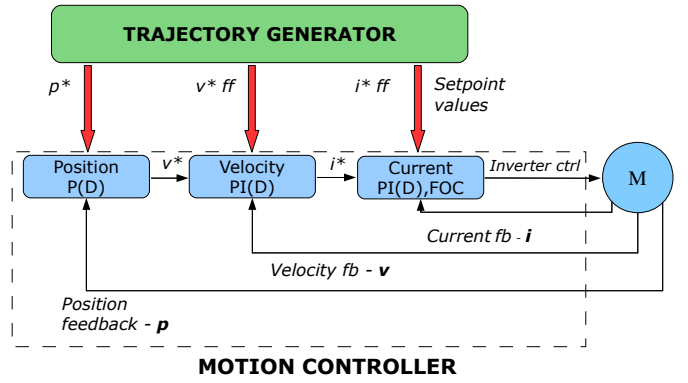 TRAJECTORY GENERATOR
p*
v* ff
i* ff
Setpoint
values
Position
P(D)
v*
Velocity
PI(D)
i*
Current
PI(D),FOC
Inverter ctrl
M
Current fb - i
Velocity fb - v
Position
feedback - p
MOTION CONTROLLER